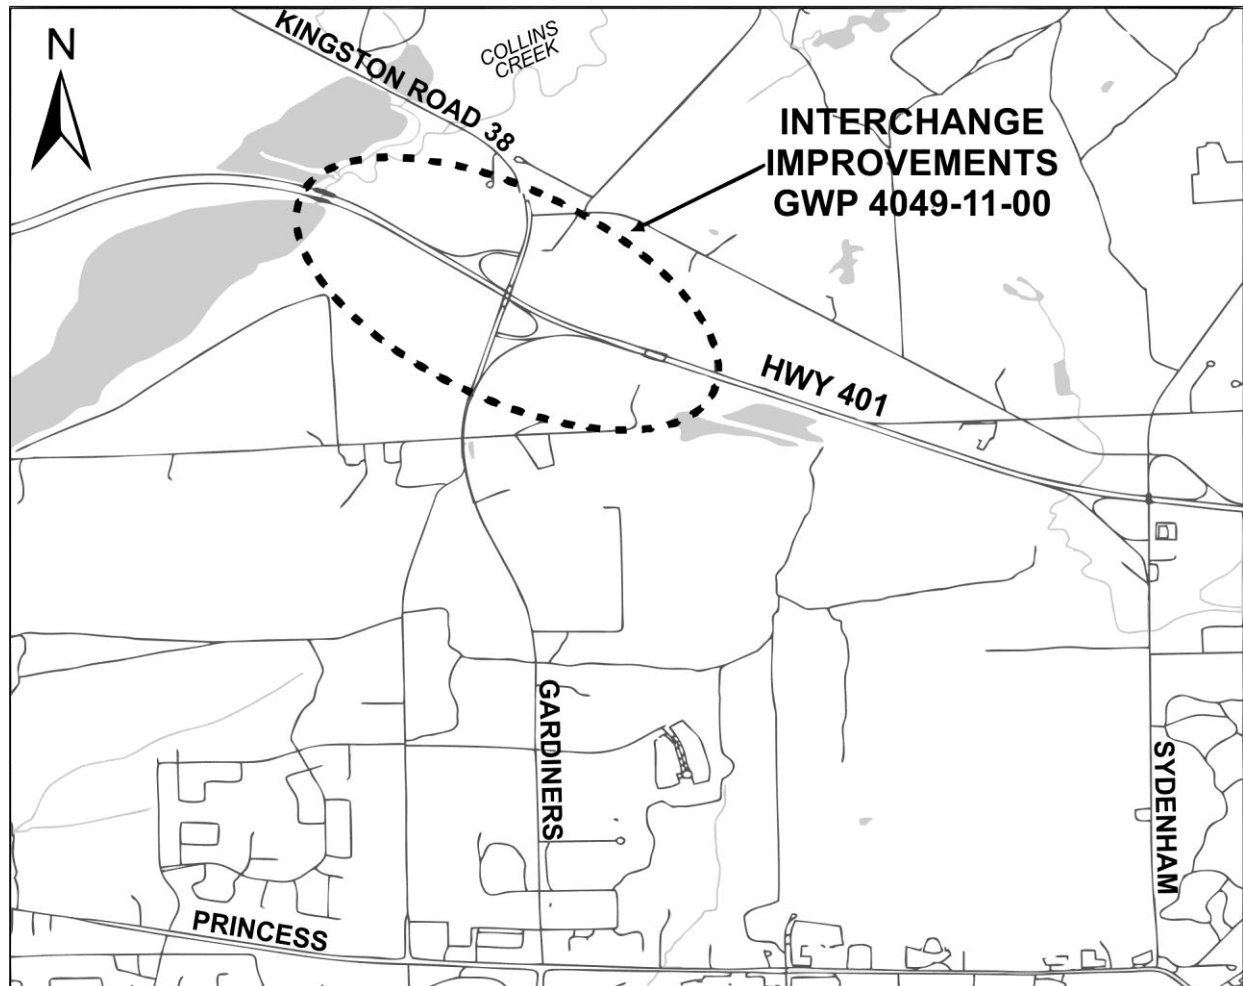 N
KINGSTON ROAD 38
COLLINS
CREEK
INTERCHANGE
IMPROVEMENTS
GWP 4049-11-00
HWY 401
GARDINERS
SYDENHAM
PRINCESS